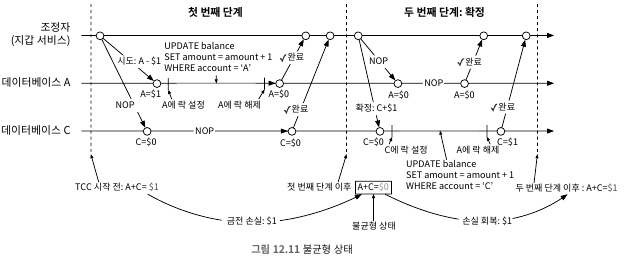 첫 번째 단계
두 번째 단계: 확정
조정자
(지갑 서비스)
시도: A - $1
UPDATE balance
SET amount = amount + 1
WHERE account = ‘A’
✓완료
NOP
✓완료
데이터베이스 A
A=$1
A에 락 설정
A에 락 해제
A=$0
A=$0
NOP
A=$0
NOP
✓완료
확정: C+$1
✓완료
데이터베이스 C
C=$0
NOP
C=$0
C=$0
C에 락 설정
A에 락 해제
C=$1
UPDATE balance
SET amount = amount + 1
WHERE account = ‘C’
TCC 시작 전: A+C= $1
첫 번째 단계 이후
A+C=$0
두 번째 단계 이후 : A+C=$1
금전 손실: $1
불균형 상태
손실 회복: $1
그림 12.11 불균형 상태